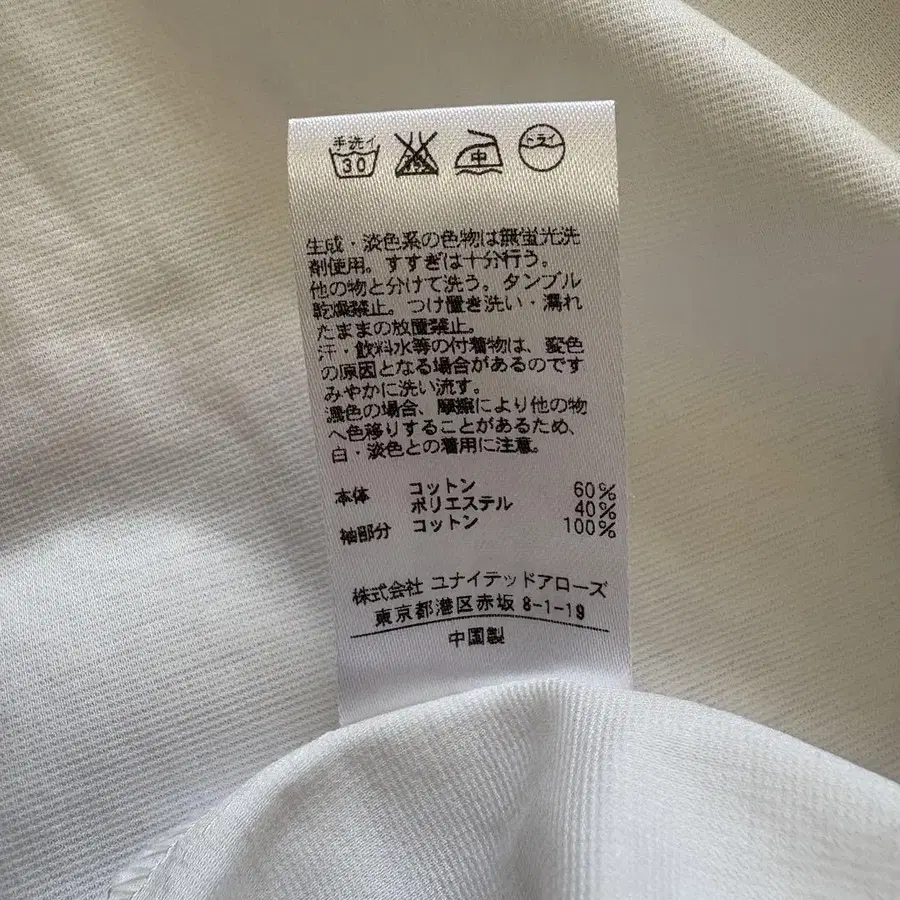 手洗イ
30
中
ドライ
生成・淡色系の色物は無蛍光洗
剤使用。すすぎは十分行う。
他の物と分けて洗う。タンブル
乾燥禁止。つけ置き洗い・濡れ
たままの放置禁止。
汗・飲料水等の付着物は、変色
の原因となる場合があるのです
みやかに洗い流す。
濃色の場合、摩擦により他の物
へ色移りすることがあるため、
白・淡色との着用に注意。
本体 コットン 60%
ポリエステル 40%
袖部分 コットン 100%
株式会社 ユナイテッドアローズ
東京都港区赤坂 8-1-19
中国製